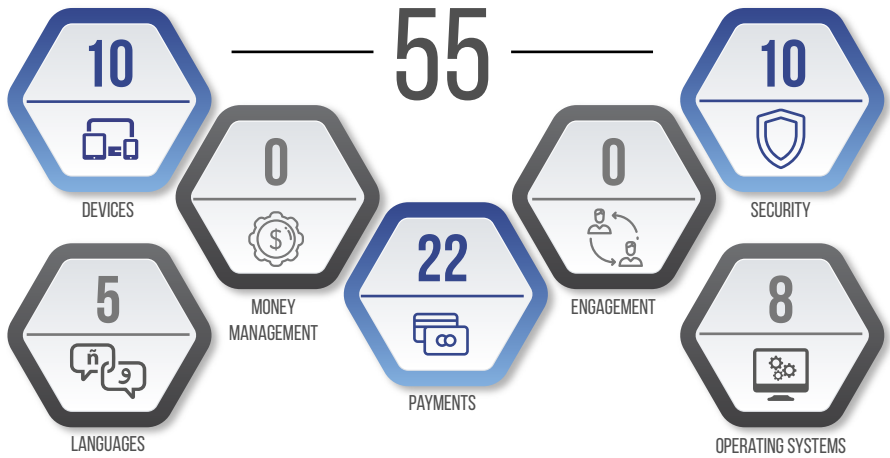 55
10
DEVICES
0
MONEY
MANAGEMENT
22
PAYMENTS
0
ENGAGEMENT
10
SECURITY
5
ñ
و
LANGUAGES
$
8
OPERATING SYSTEMS